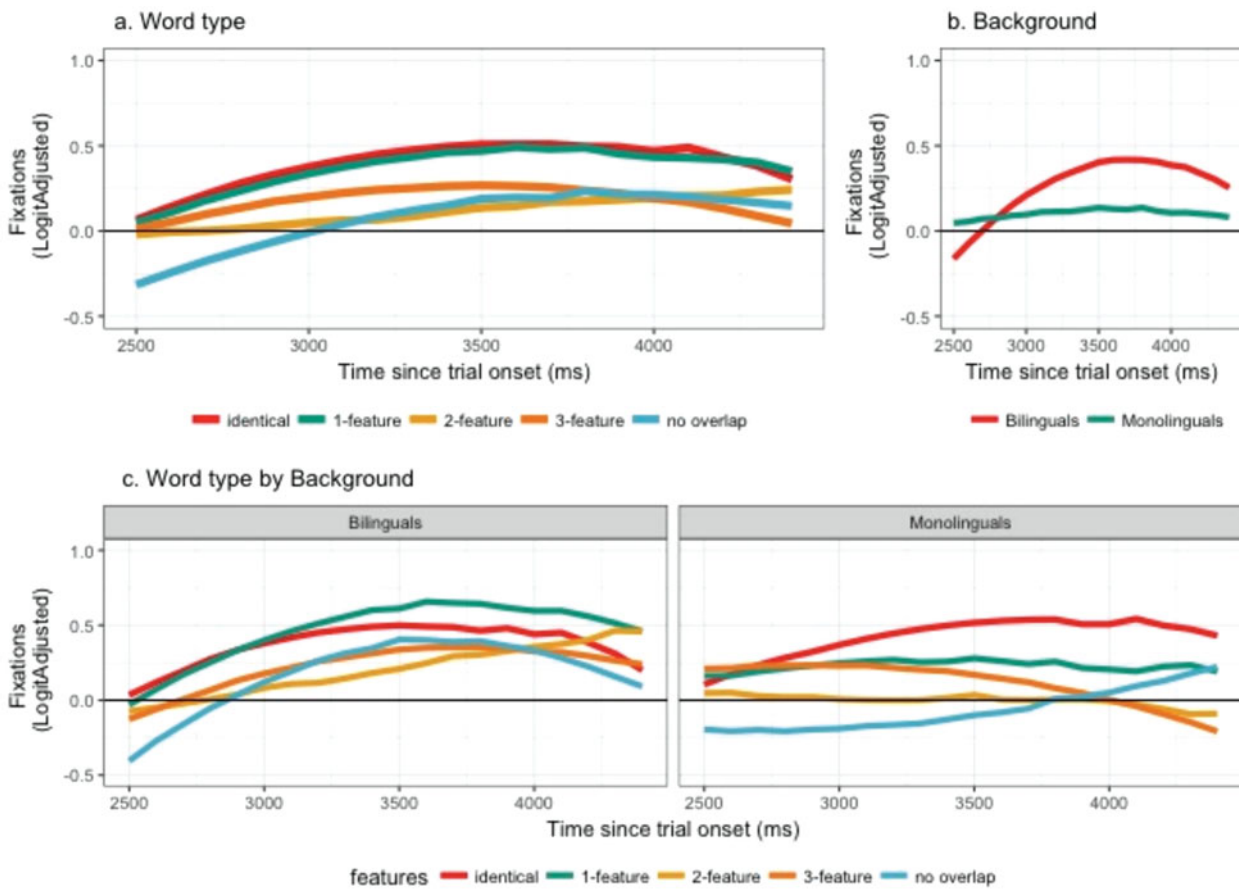 a. Word type
b. Background
Fixations
(LogitAdjusted)
1.0
0.5
0.0
-0.5
2500 3000 3500 4000
Time since trial onset (ms)
identical 1-feature 2-feature 3-feature no overlap
Fixations
(LogitAdjusted)
1.0
0.5
0.0
-0.5
2500 3000 3500 4000
Time since trial onset (ms)
Bilinguals Monolinguals
c. Word type by Background
Bilinguals
Monolinguals
Fixations
(LogitAdjusted)
1.0
0.5
0.0
-0.5
2500 3000 3500 4000
2500 3000 3500 4000
Time since trial onset (ms)
features identical 1-feature 2-feature 3-feature no overlap